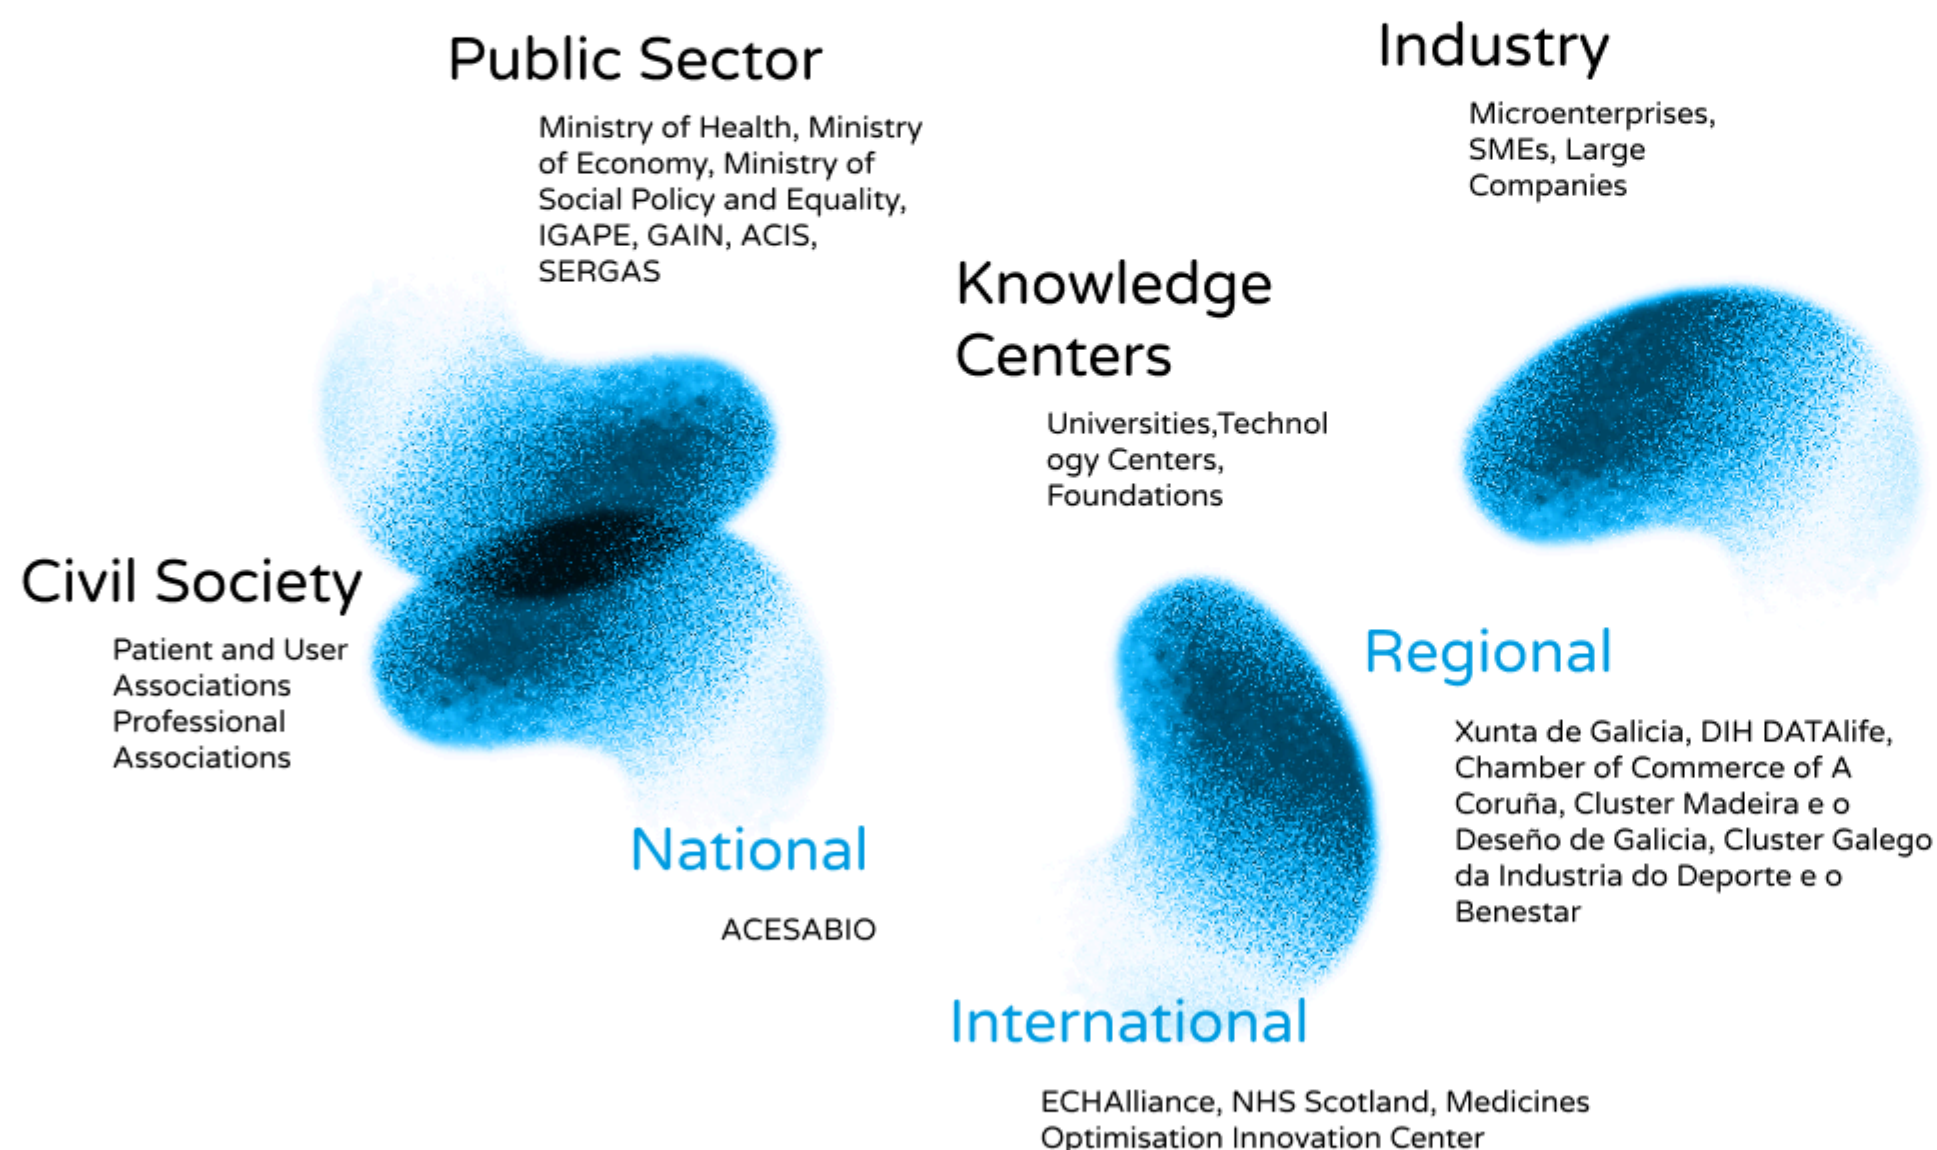 Public Sector
Ministry of Health, Ministry
of Economy, Ministry of
Social Policy and Equality,
IGAPE, GAIN, ACIS,
SERGAS
Industry
Microenterprises,
SMEs, Large
Companies
Knowledge
Centers
Universities,Technol
ogy Centers,
Foundations
Civil Society
Patient and User
Associations
Professional
Associations
National
ACESABIO
Regional
Xunta de Galicia, DIH DATAlife,
Chamber of Commerce of A
Coruña, Cluster Madeira e o
Deseño de Galicia, Cluster Galego
da Industria do Deporte e o
Benestar
International
ECHAlliance, NHS Scotland, Medicines
Optimisation Innovation Center